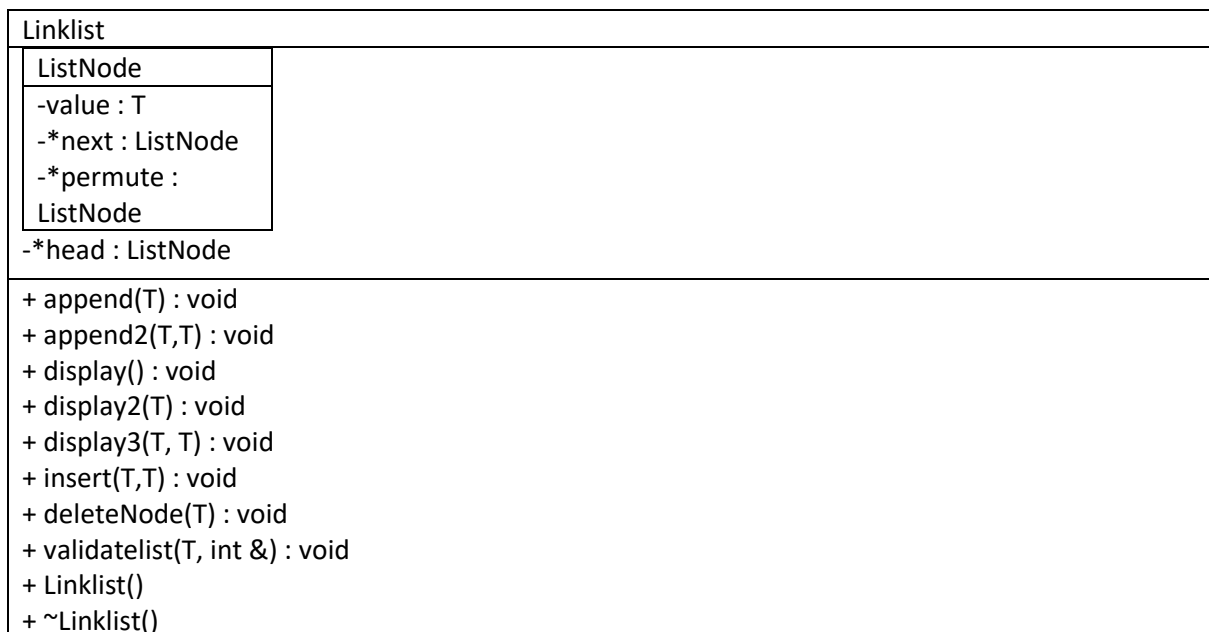 Linklist
ListNode
-value : T
-*next : ListNode
-*permute :
ListNode
-*head : ListNode
+ append(T) : void
+ append2(T,T) : void
+ display() : void
+ display2(T) : void
+ display3(T, T) : void
+ insert(T,T) : void
+ deleteNode(T) : void
+ validatelist(T, int &) : void
+ Linklist()
+ ~Linklist()